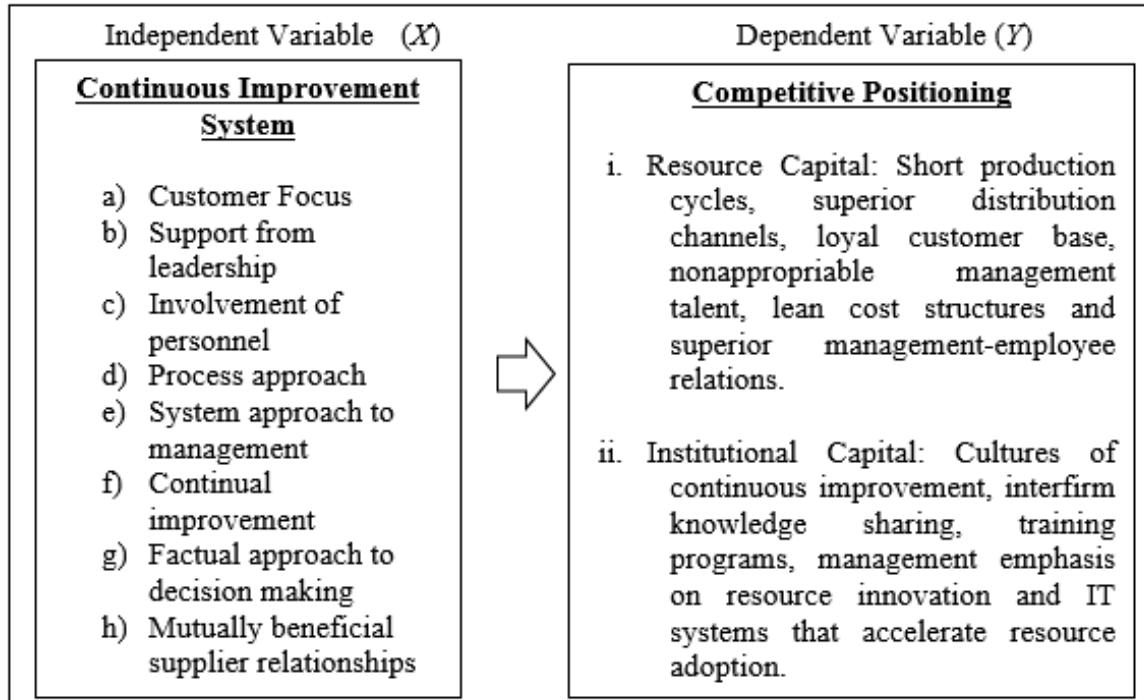 Independent Variable (X)
Continuous Improvement
System
a) Customer Focus
b) Support from
leadership
c) Involvement of
personnel
d) Process approach
e) System approach to
management
f) Continual
improvement
g) Factual approach to
decision making
h) Mutually beneficial
supplier relationships
Dependent Variable (Y)
Competitive Positioning
i. Resource Capital: Short production
cycles, superior distribution
channels, loyal customer base,
nonappropriable management
talent, lean cost structures and
superior management-employee
relations.
ii. Institutional Capital: Cultures of
continuous improvement, interfirm
knowledge sharing, training
programs, management emphasis
on resource innovation and IT
systems that accelerate resource
adoption.